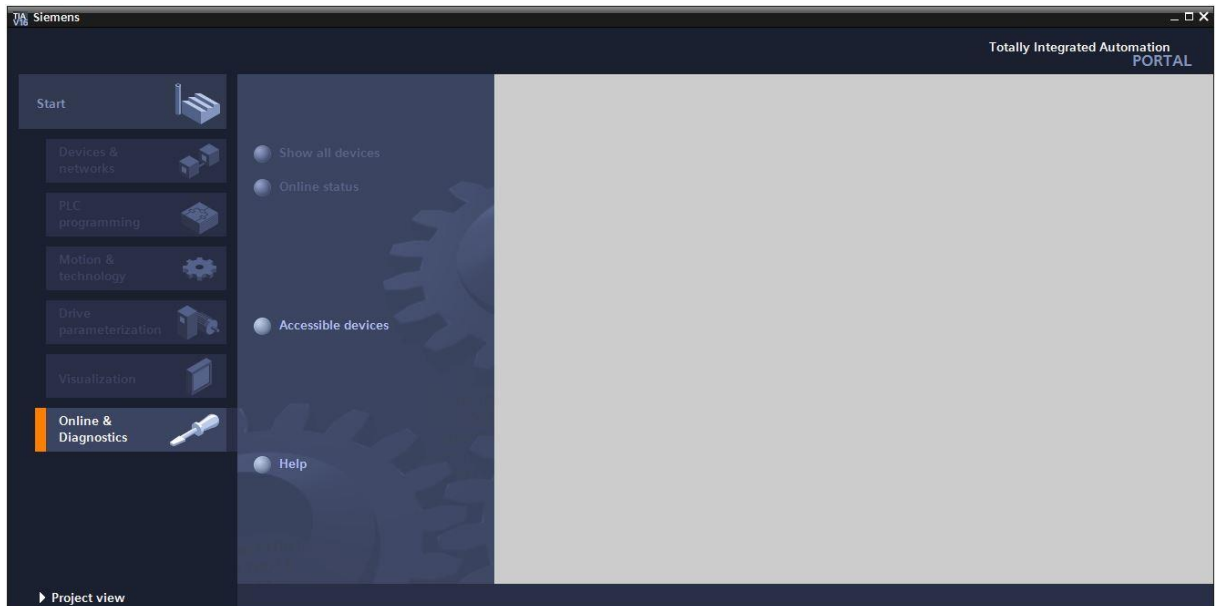 TIA
V16
Siemens
Totally Integrated Automation
PORTAL
Start
Devices &
networks
PLC
programming
Motion &
technology
Drive
parameterization
Visualization
Online &
Diagnostics
Show all devices
Online status
Accessible devices
Help
Project view